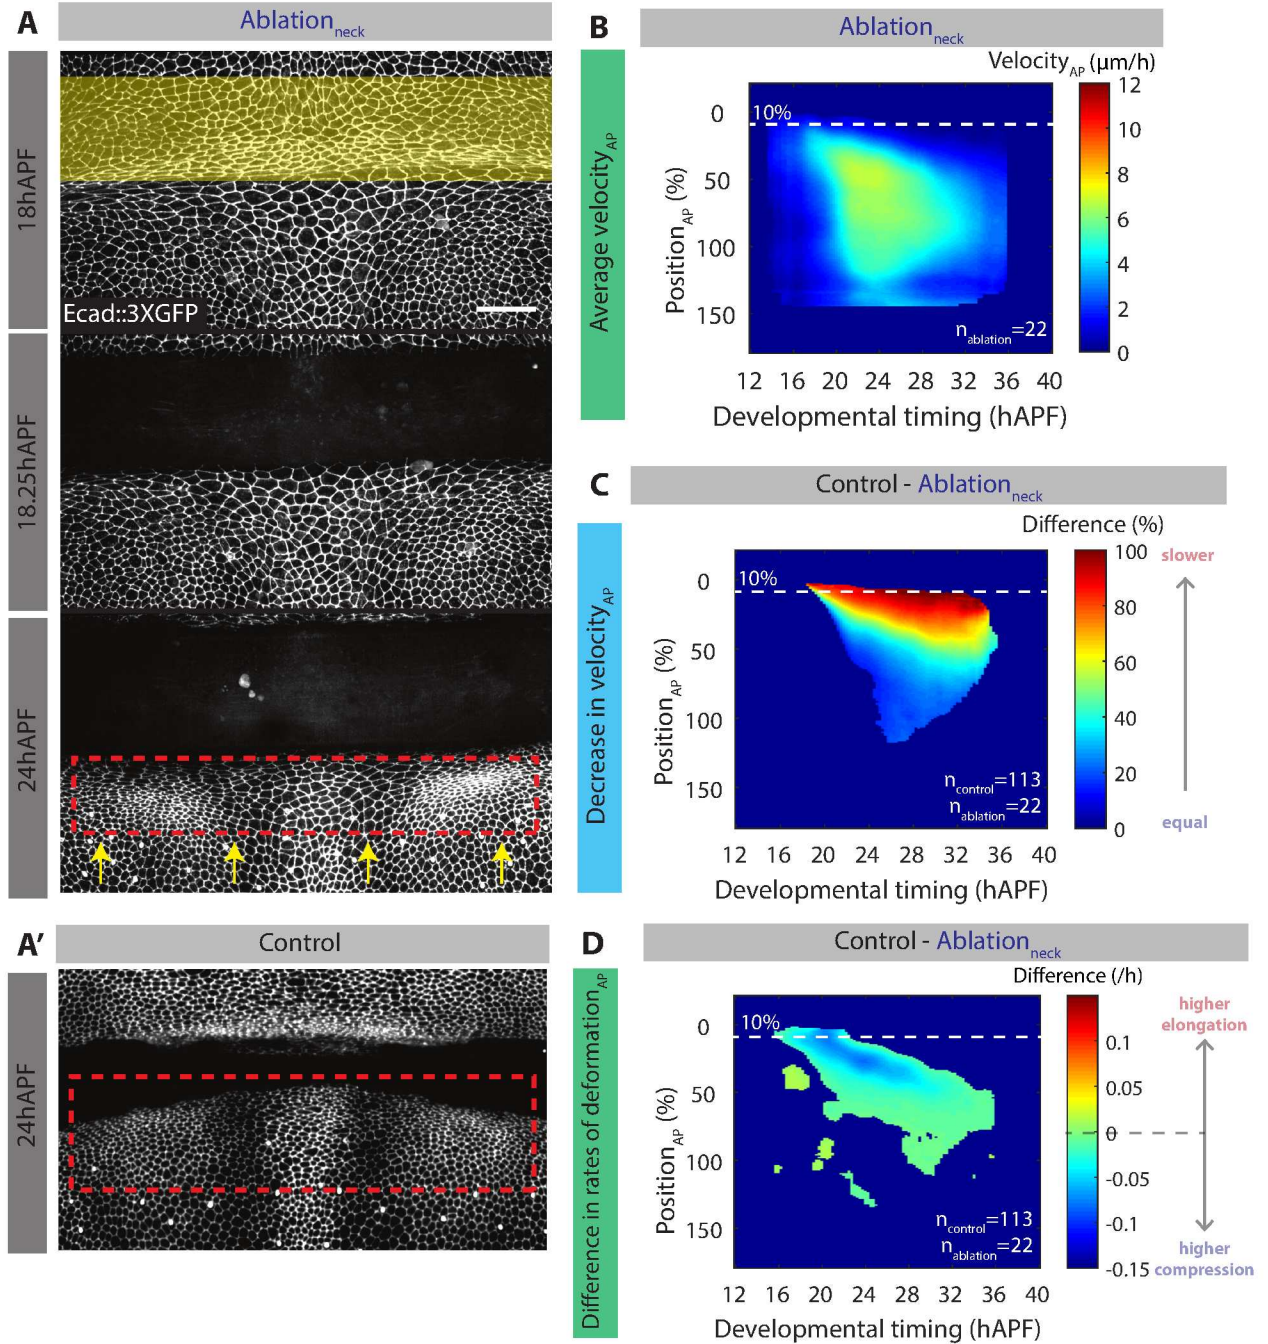 A
Ablation neck
18hAPF
Ecad::3XGFP
18.25hAPF
24hAPF
A'
Control
24hAPF
B
Ablation neck
Average velocity AP
Velocity AP (µm/h)
10%
n ablation=22
0
50
100
150
Position AP (%)
12 16 20 24 28 32 36 40
Developmental timing (hAPF)
12
10
8
6
4
2
0
C
Control - Ablation neck
Decrease in velocity AP
Difference (%)
10%
n control=113
n ablation=22
0
50
100
150
Position AP (%)
12 16 20 24 28 32 36 40
Developmental timing (hAPF)
100
80
60
40
20
0
slower
equal
D
Control - Ablation neck
Difference in rates of deformation AP
Difference (/h)
10%
n control=113
n ablation=22
0
50
100
150
Position AP (%)
12 16 20 24 28 32 36 40
Developmental timing (hAPF)
0.1
0.05
0
-0.05
-0.1
-0.15
higher
elongation
higher
compression